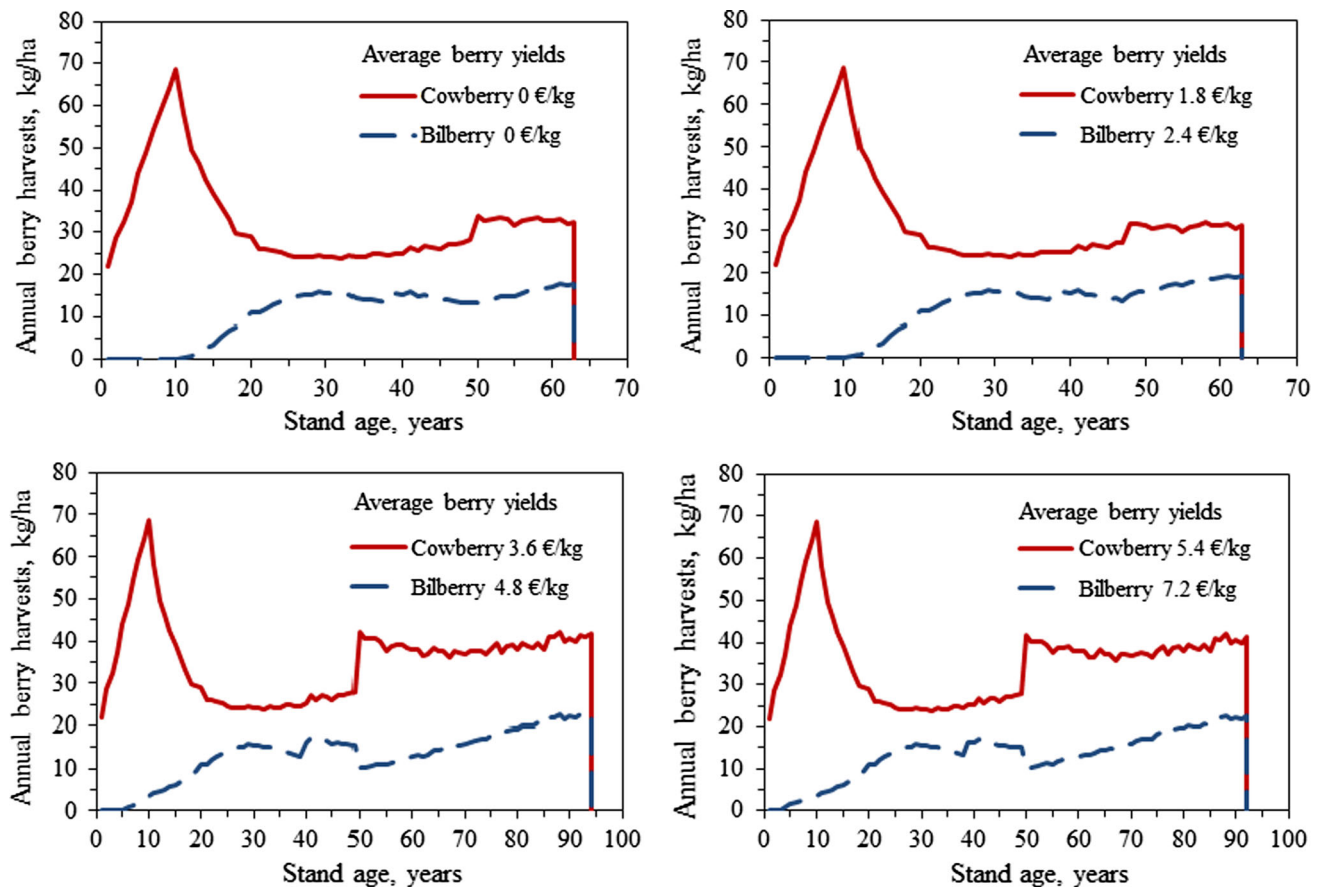 Annual berry harvests, kg/ha
80
70
60
50
40
30
20
10
0
Average berry yields
Cowberry 0 €/kg
Bilberry 0 €/kg
0 10 20 30 40 50 60 70
Stand age, years
Annual berry harvests, kg/ha
80
70
60
50
40
30
20
10
0
Average berry yields
Cowberry 1.8 €/kg
Bilberry 2.4 €/kg
0 10 20 30 40 50 60 70
Stand age, years
Annual berry harvests, kg/ha
80
70
60
50
40
30
20
10
0
Average berry yields
Cowberry 3.6 €/kg
Bilberry 4.8 €/kg
0 10 20 30 40 50 60 70 80 90 100
Stand age, years
Annual berry harvests, kg/ha
80
70
60
50
40
30
20
10
0
Average berry yields
Cowberry 5.4 €/kg
Bilberry 7.2 €/kg
0 10 20 30 40 50 60 70 80 90 100
Stand age, years